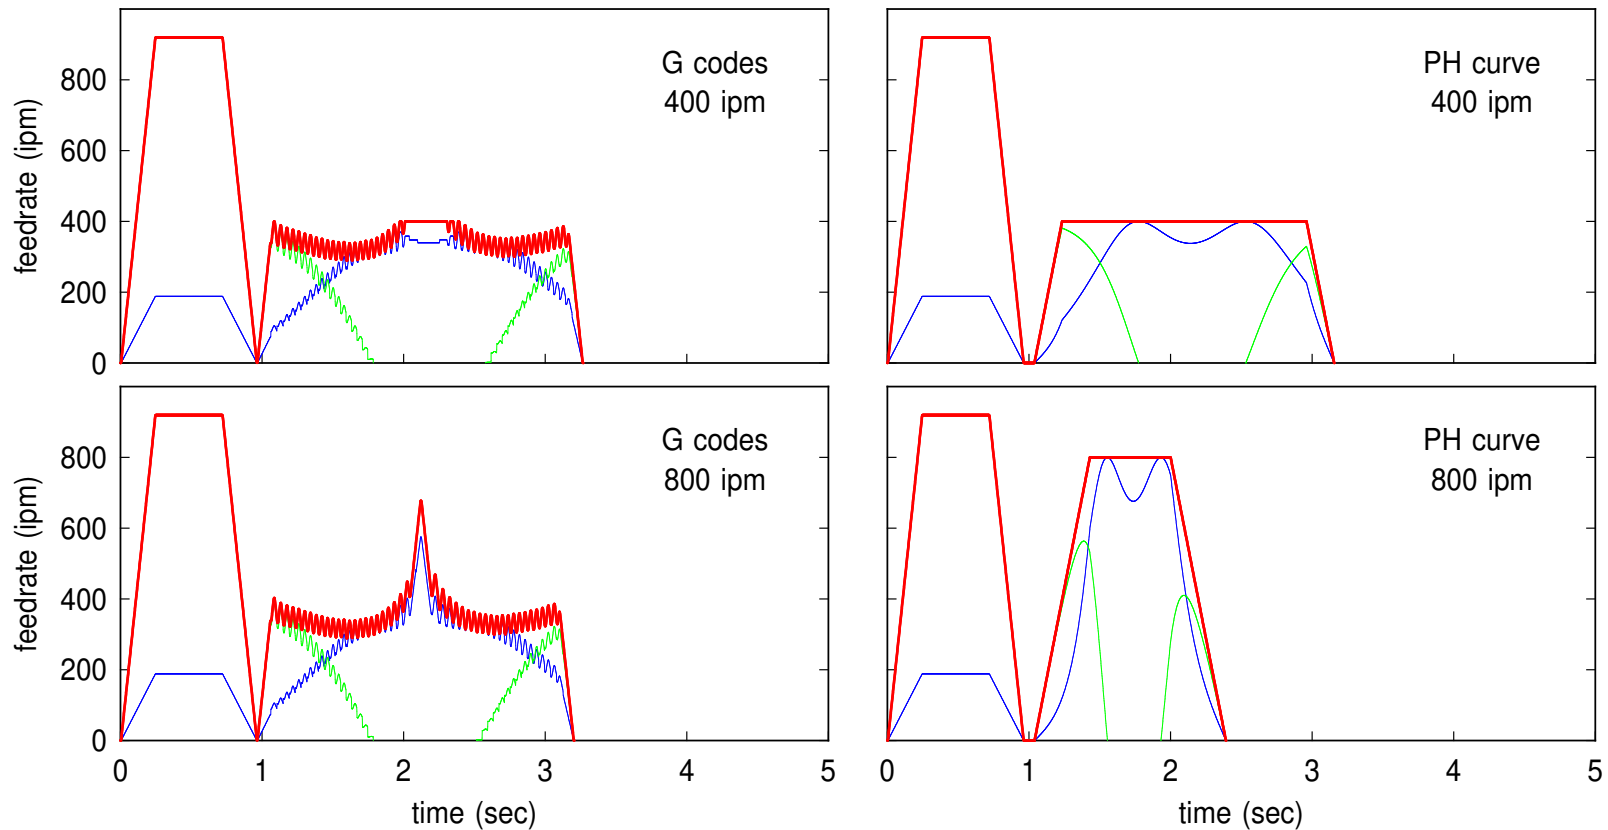 G codes
400 ipm
PH curve
400 ipm
feedrate (ipm)
800
600
400
200
0
G codes
800 ipm
PH curve
800 ipm
feedrate (ipm)
800
600
400
200
0
0 1 2 3 4 5
0 1 2 3 4 5
time (sec)
time (sec)